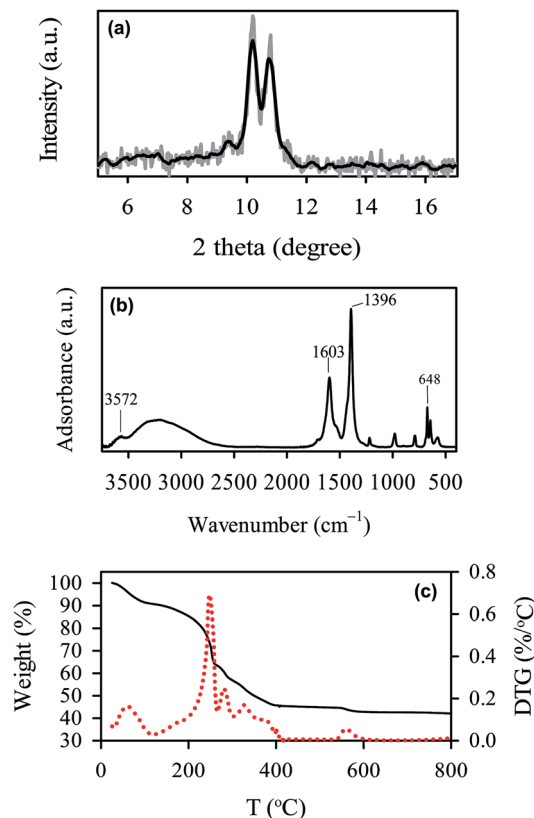 (a)
Intensity (a.u.)
6 8 10 12 14 16
2 theta (degree)
(b)
Adsorbance (a.u.)
3572
1603
1396
648
3500 3000 2500 2000 1500 1000 500
Wavenumber (cm⁻¹)
(c)
Weight (%)
100
90
80
70
60
50
40
30
DTG (%/°C)
0.8
0.6
0.4
0.2
0.0
0 200 400 600 800
T (°C)